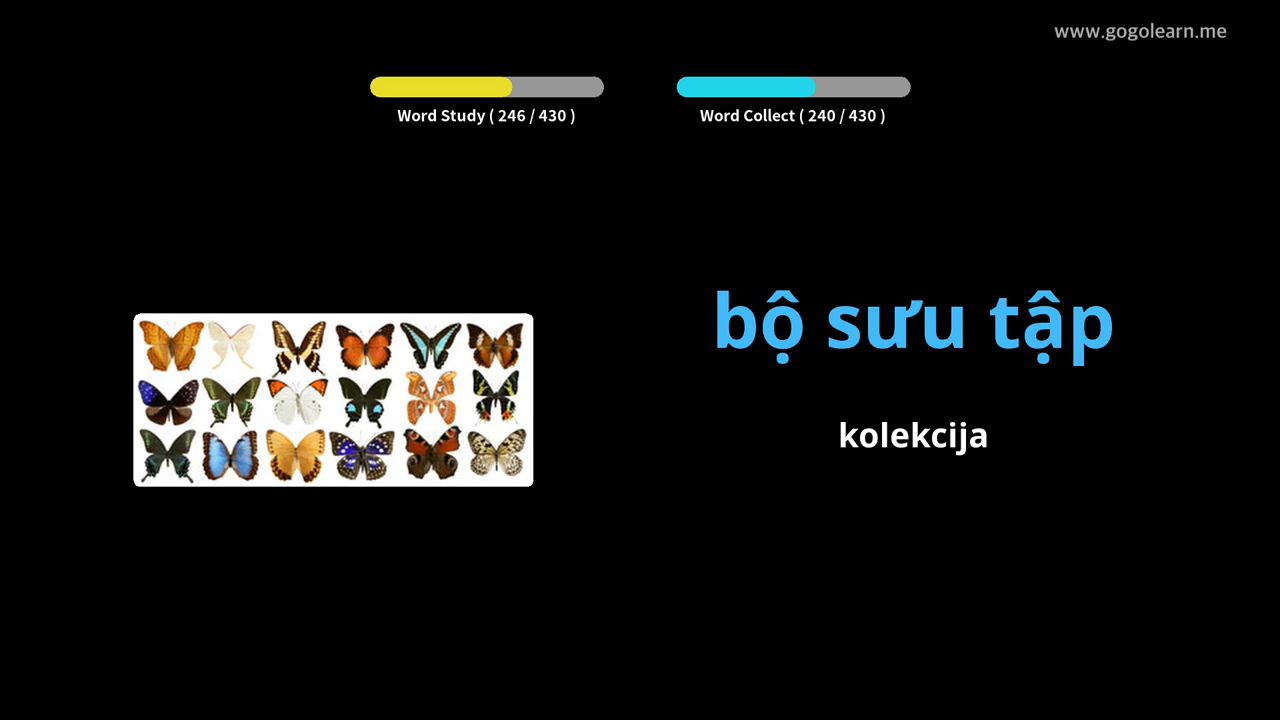 www.gogolearn.me
Word Study ( 246 / 430 )
Word Collect ( 240 / 430 )
bộ sưu tập
kolekcija